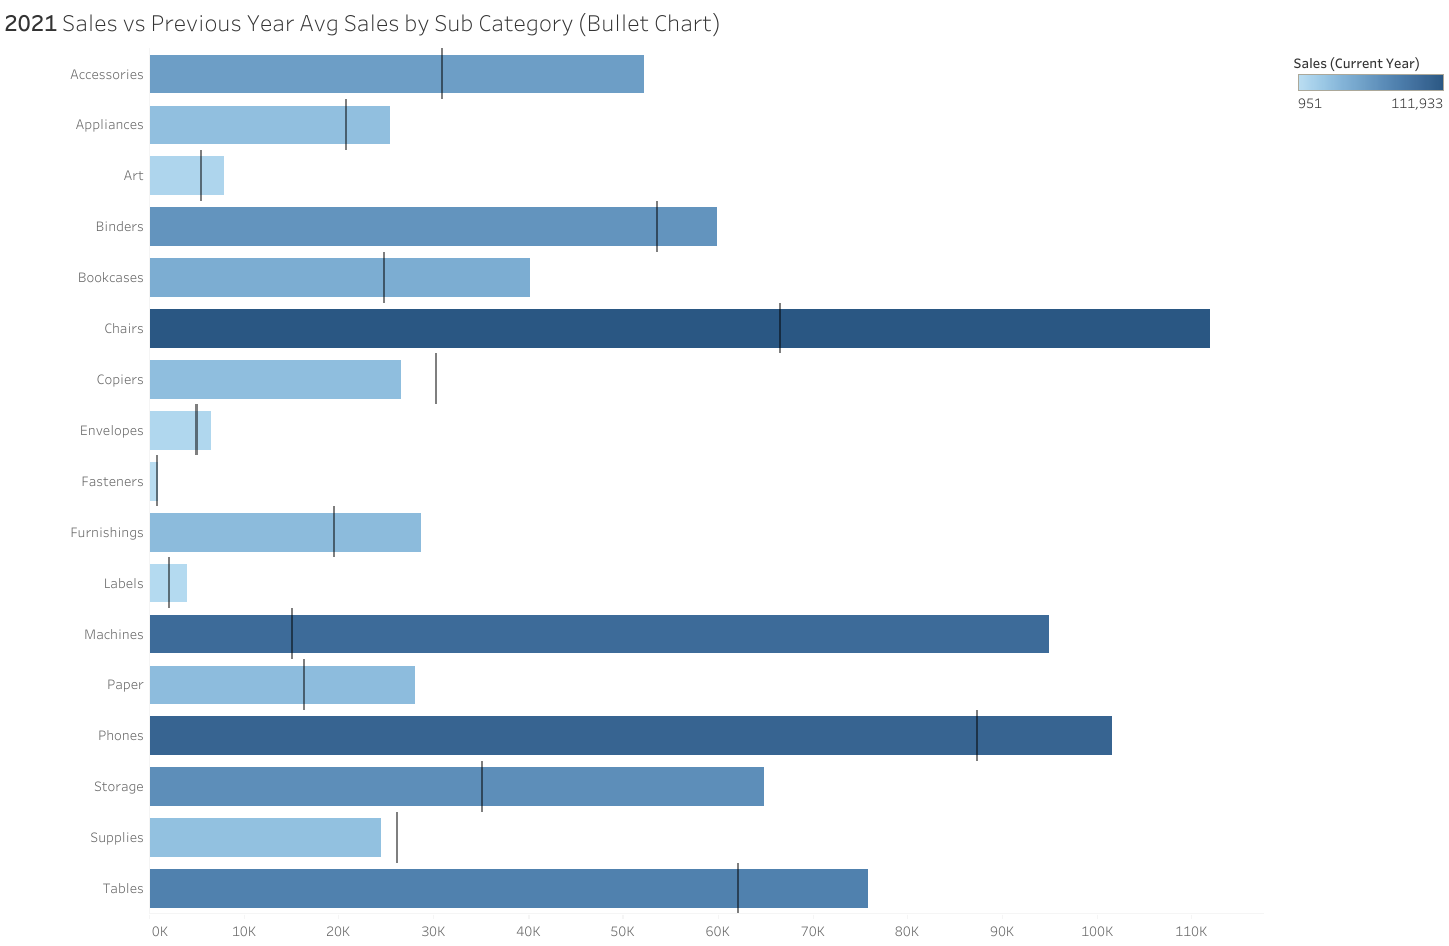 2021 Sales vs Previous Year Avg Sales by Sub Category (Bullet Chart)
Sales (Current Year)
951 111,933
Accessories
Appliances
Art
Binders
Bookcases
Chairs
Copiers
Envelopes
Fasteners
Furnishings
Labels
Machines
Paper
Phones
Storage
Supplies
Tables
0K 10K 20K 30K 40K 50K 60K 70K 80K 90K 100K 110K